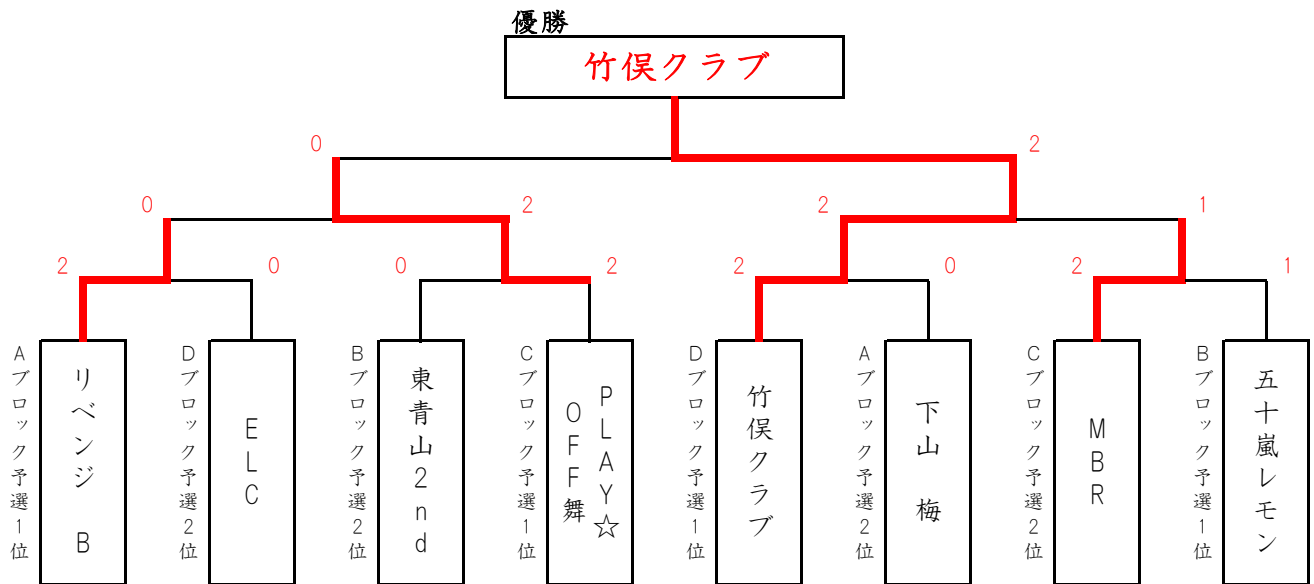 優勝
竹俣クラブ
0
2
0
2
2
1
2
0
0
2
2
0
2
1
Aブロック予選1位
リベンジ B
Dブロック予選2位
ELC
Bブロック予選2位
東青山2nd
Cブロック予選1位
PLAY☆
OFF舞
Dブロック予選1位
竹俣クラブ
Aブロック予選2位
下山 梅
Cブロック予選2位
MBR
Bブロック予選1位
五十嵐レモン